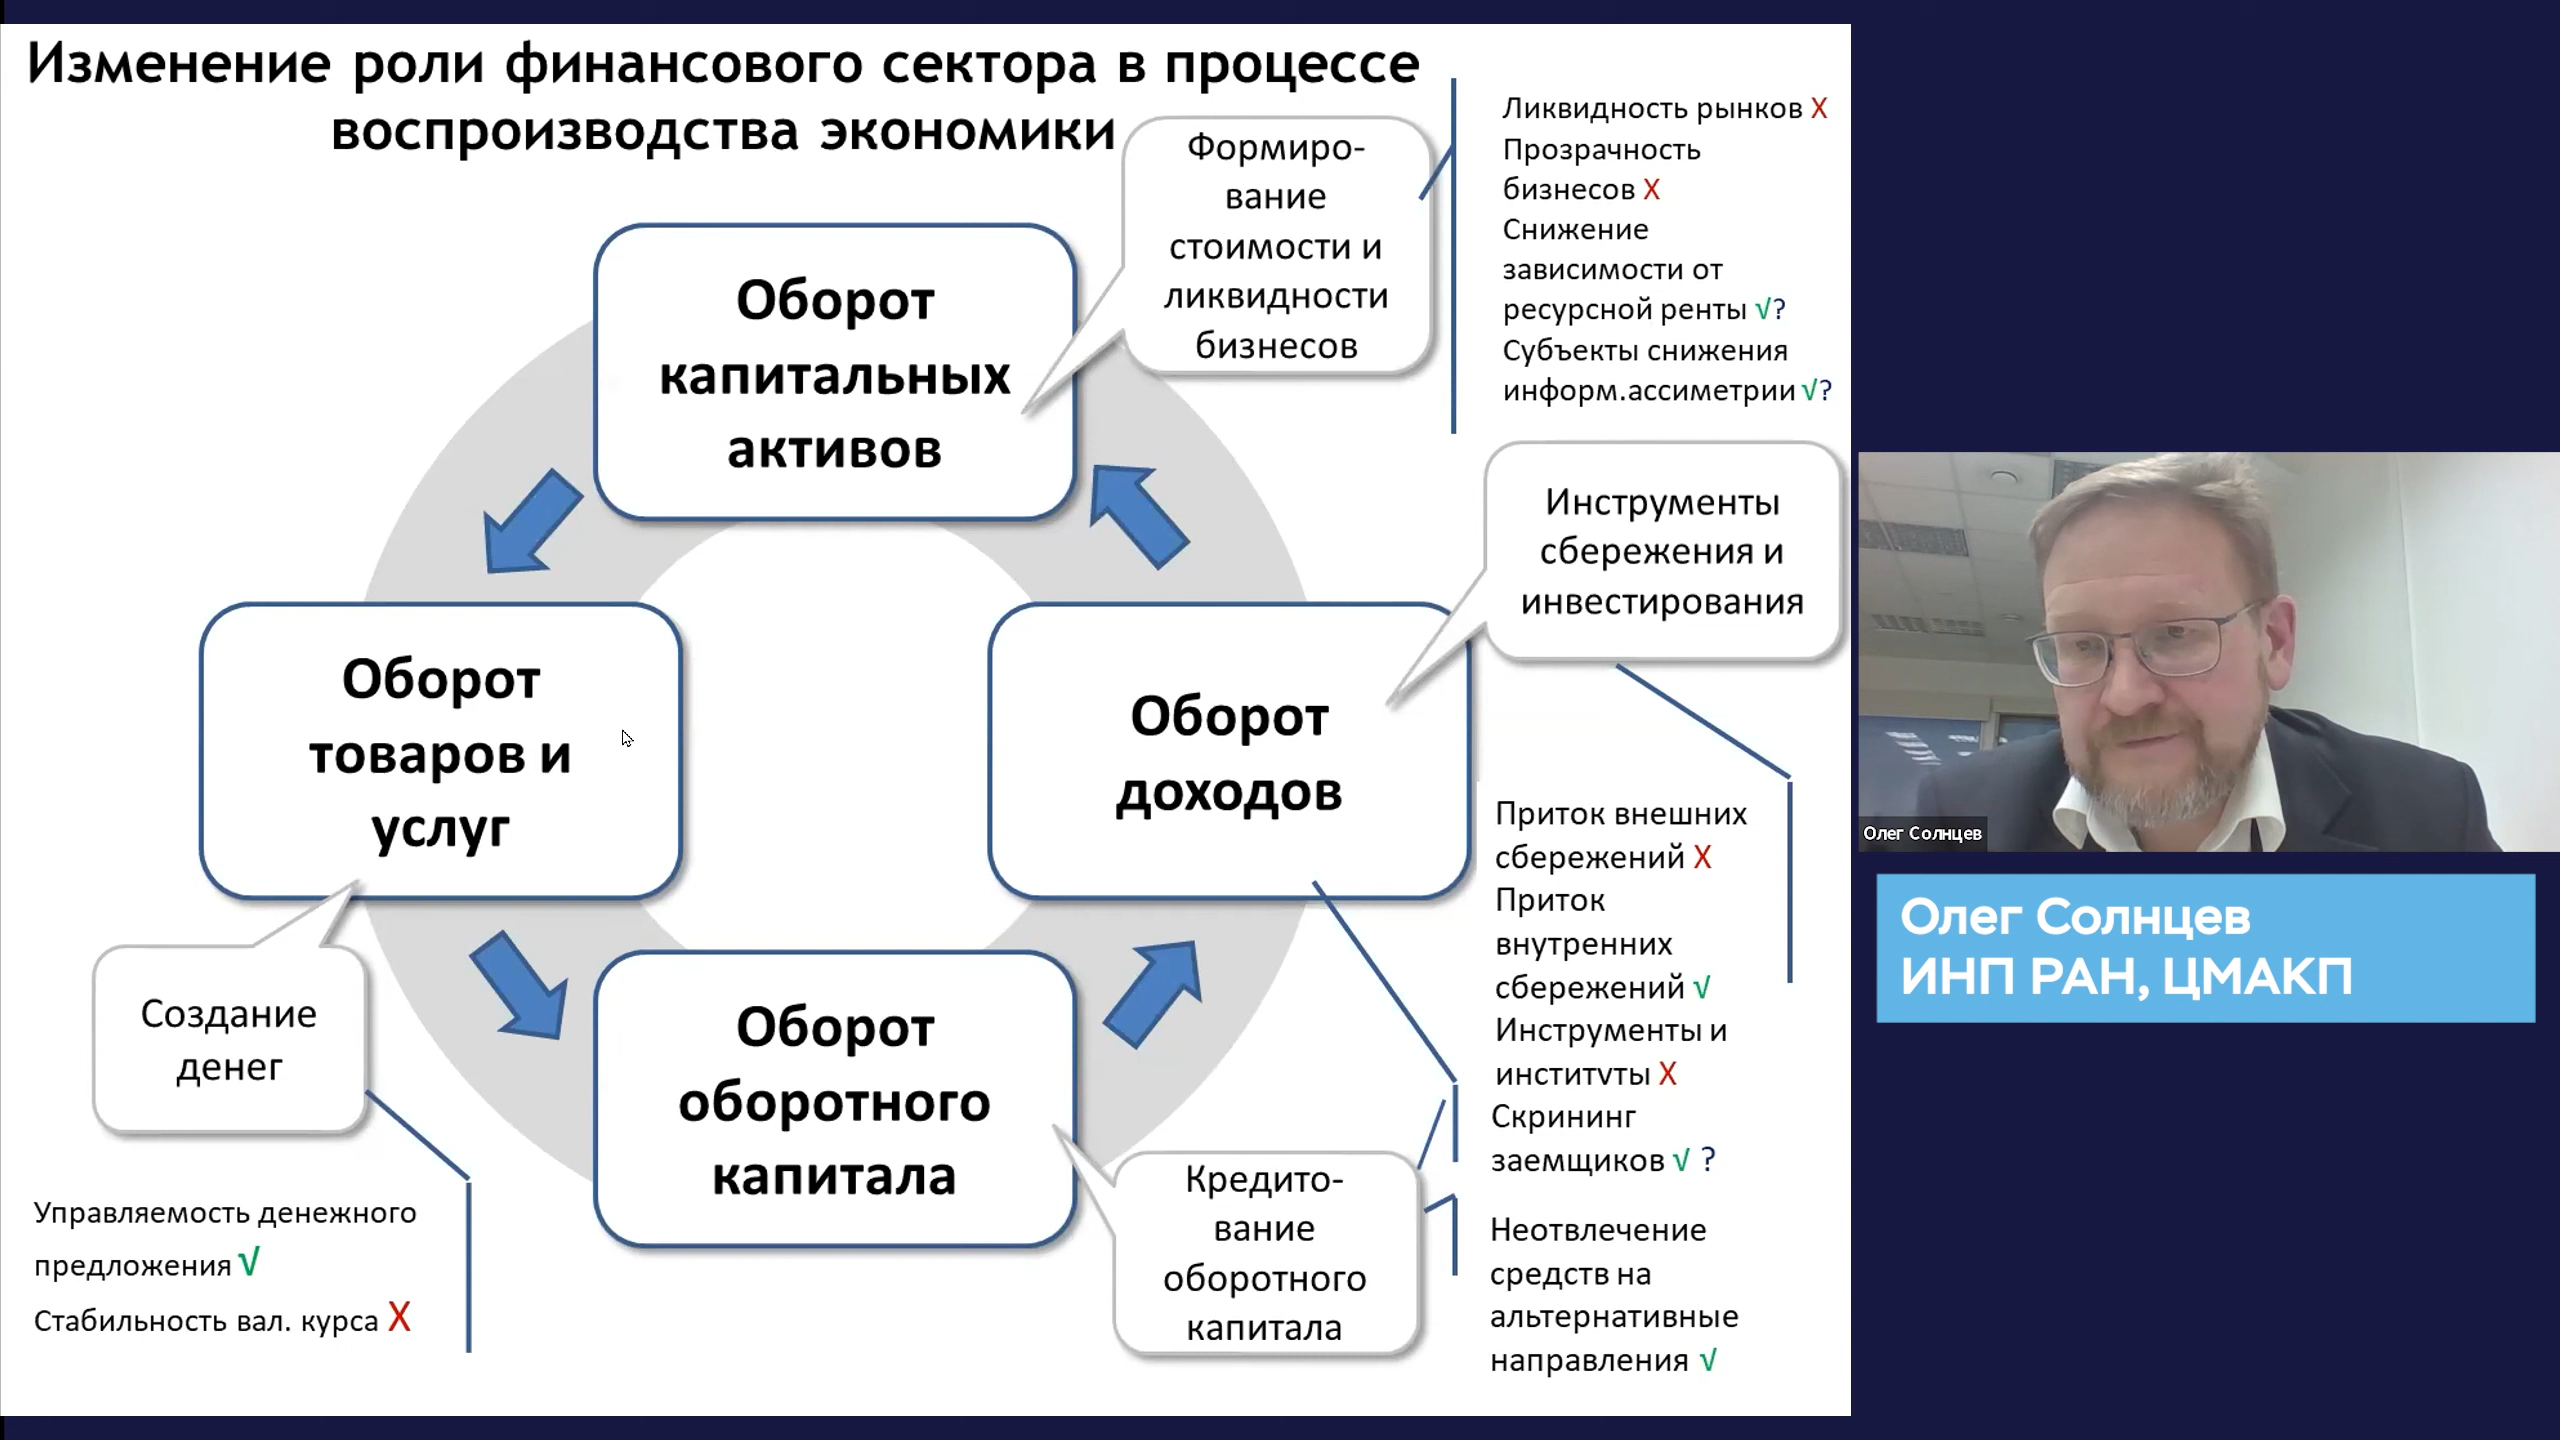 Изменение роли финансового сектора в процессе
воспроизводства экономики
Формиро-
вание
стоимости и
ликвидности
бизнесов
Ликвидность рынков X
Прозрачность
бизнесов X
Снижение
зависимости от
ресурсной ренты √?
Субъекты снижения
информ.ассиметрии √?
Оборот
капитальных
активов
Инструменты
сбережения и
инвестирования
Оборот
товаров и
услуг
Оборот
доходов
Приток внешних
сбережений X
Приток
внутренних
сбережений √
Инструменты и
институты X
Скрининг
заемщиков √ ?
Неотвлечение
средств на
альтернативные
направления √
Создание
денег
Оборот
оборотного
капитала
Кредито-
вание
оборотного
капитала
Управляемость денежного
предложения √
Стабильность вал. курса X
Олег Солнцев
Олег Солнцев
ИНП РАН, ЦМАКП